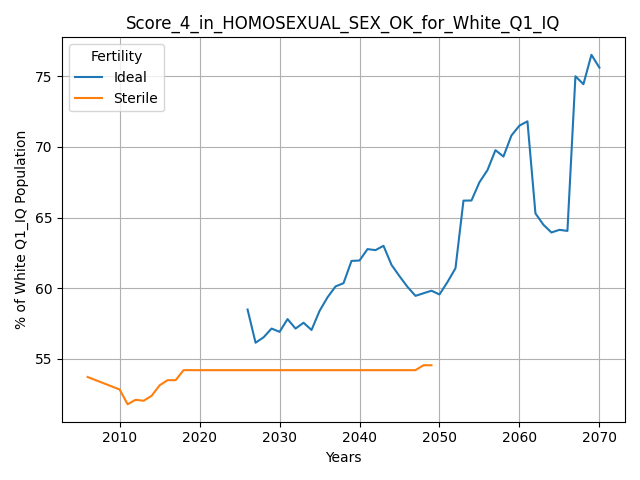 Score_4_in_HOMOSEXUAL_SEX_OK_for_White_Q1_IQ
Fertility
Ideal
Sterile
% of White Q1_IQ Population
75
70
65
60
55
2010
2020
2030
2040
2050
2060
2070
Years